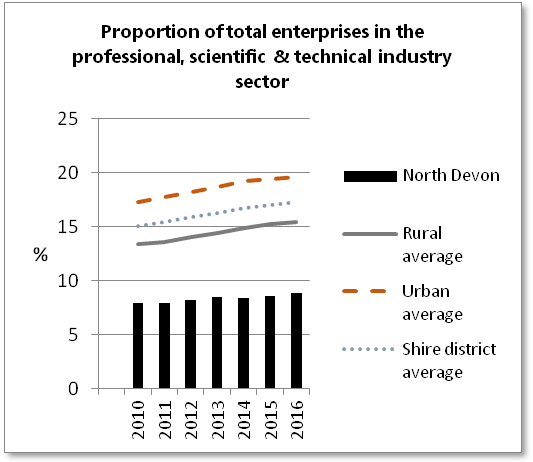 Proportion of total enterprises in the
professional, scientific & technical industry
sector
25
20
15
10
5
0
%
2010
2011
2012
2013
2014
2015
2016
North Devon
Rural
average
Urban
average
Shire district
average